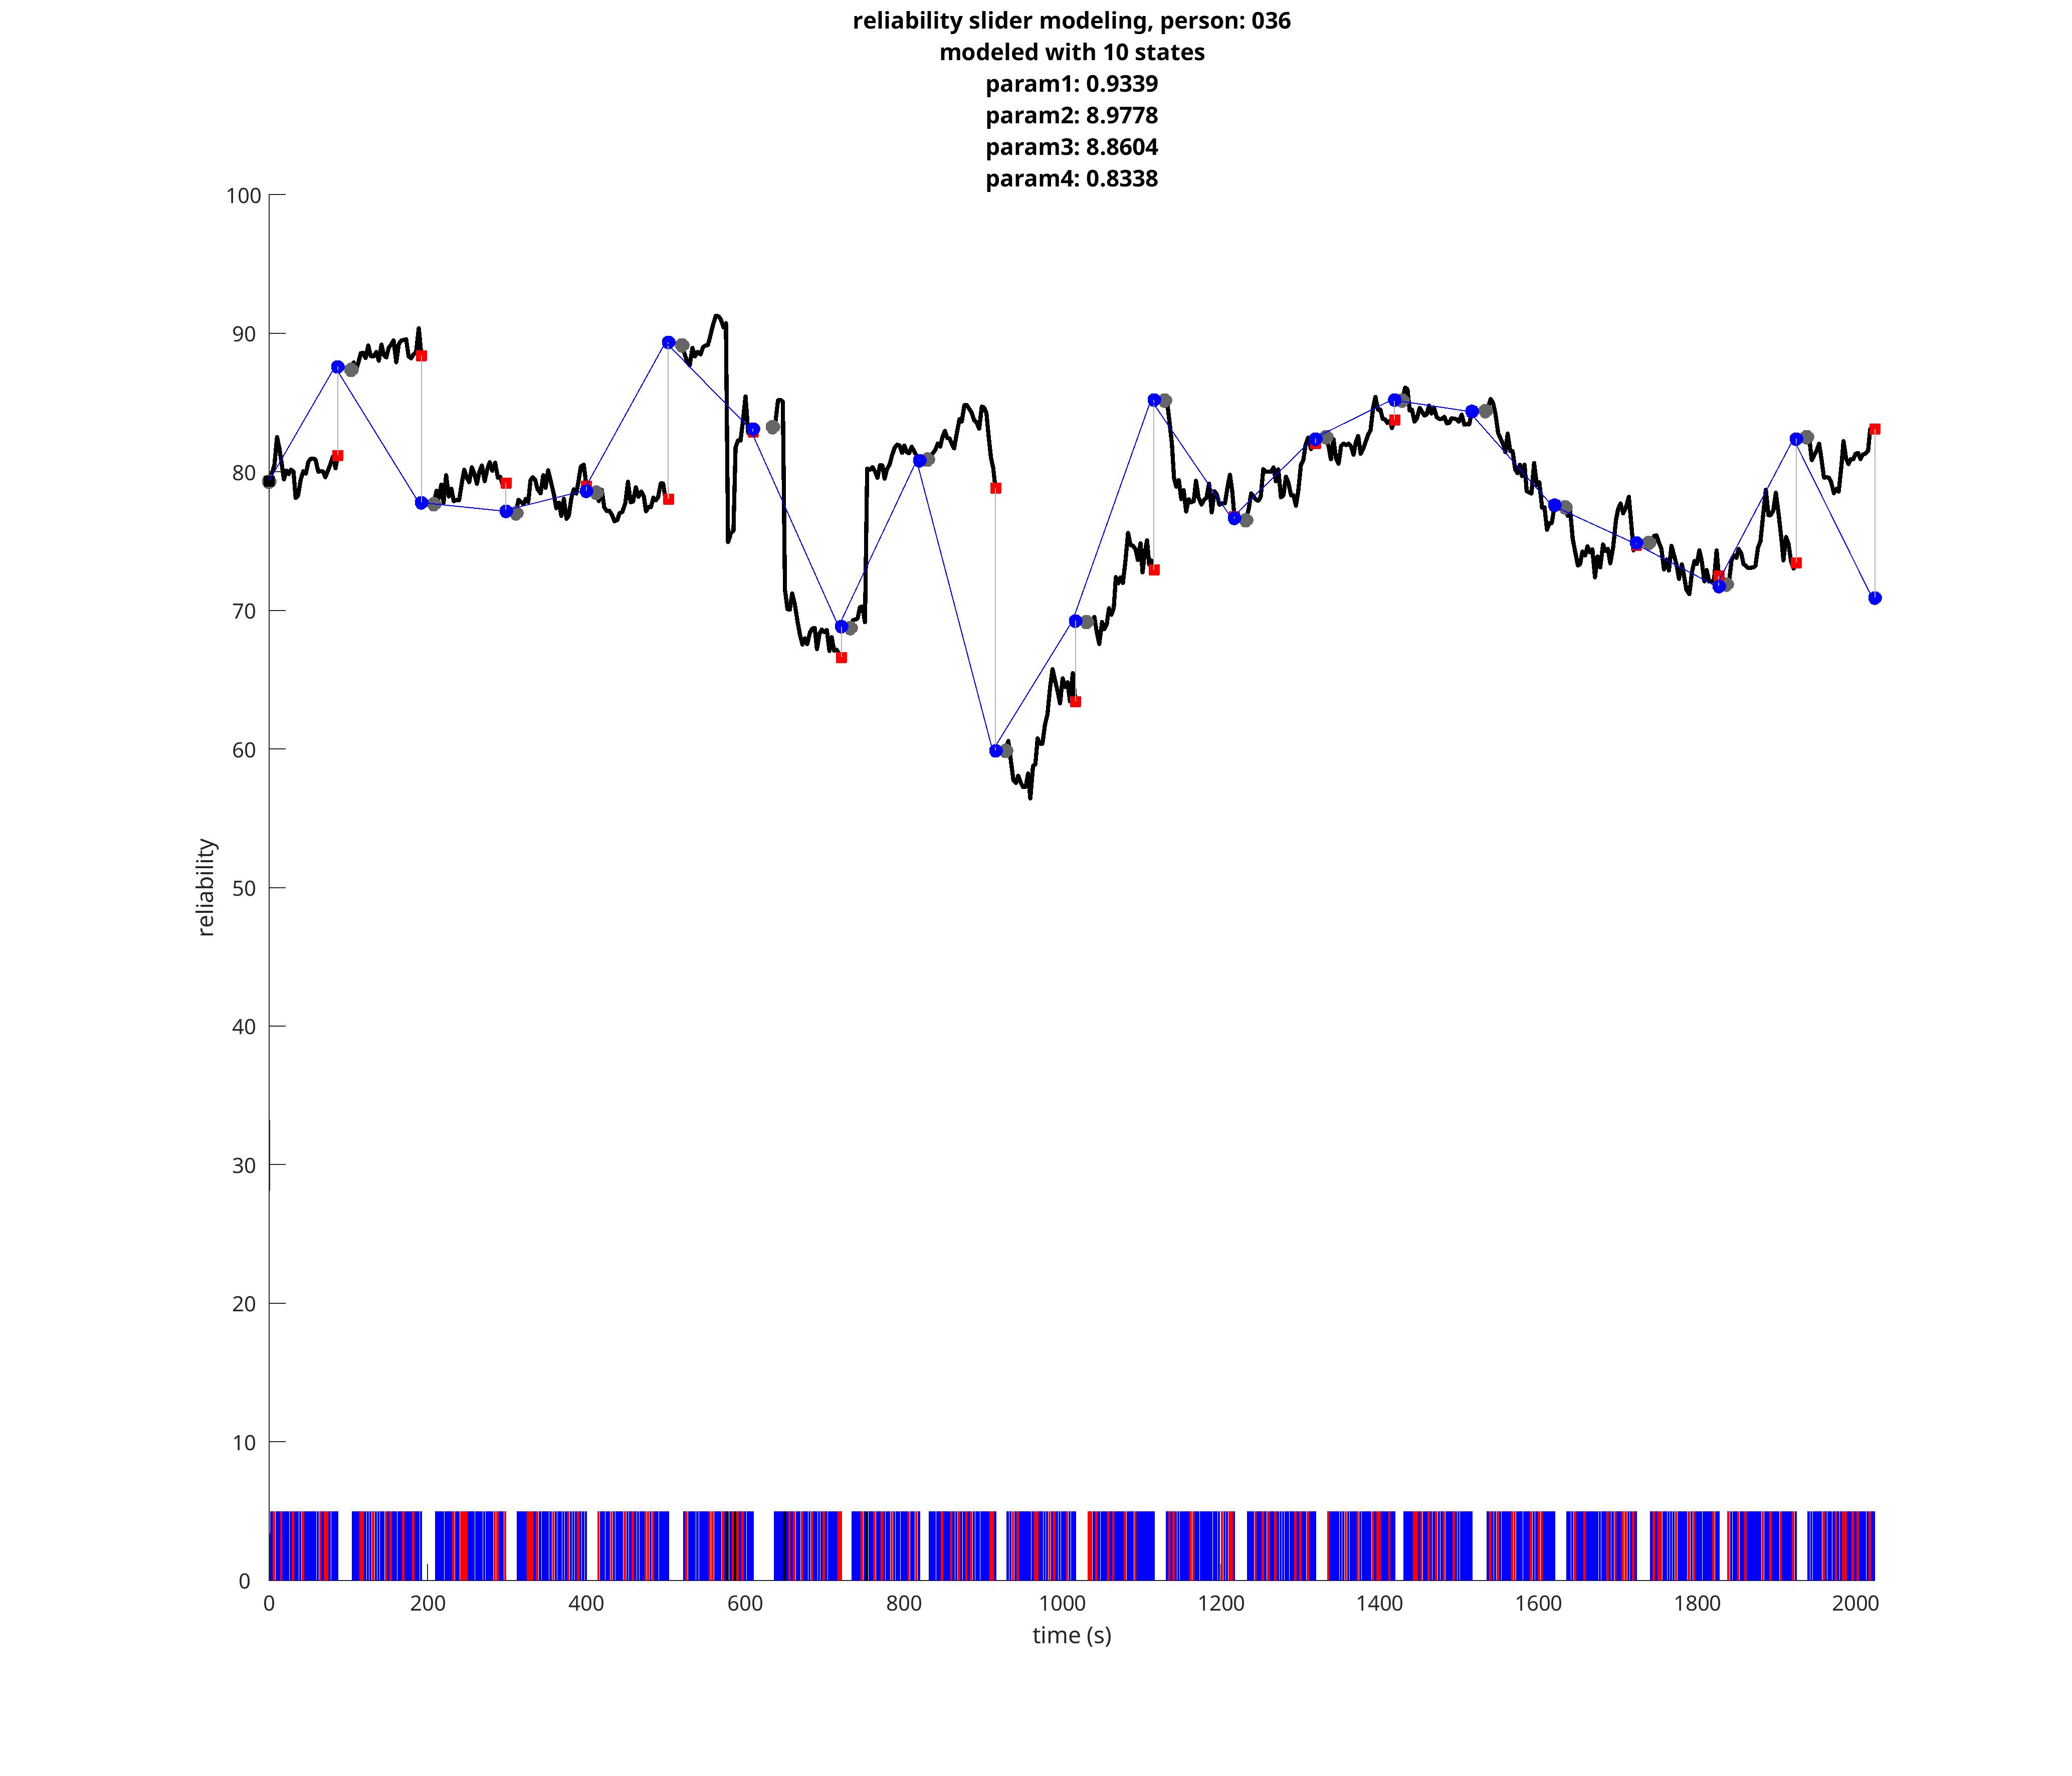 reliability slider modeling, person: 036
modeled with 10 states
param1: 0.9339
param2: 8.9778
param3: 8.8604
param4: 0.8338
100
90
80
70
60
50
40
30
20
10
0
reliability
0 200 400 600 800 1000 1200 1400 1600 1800 2000
time (s)